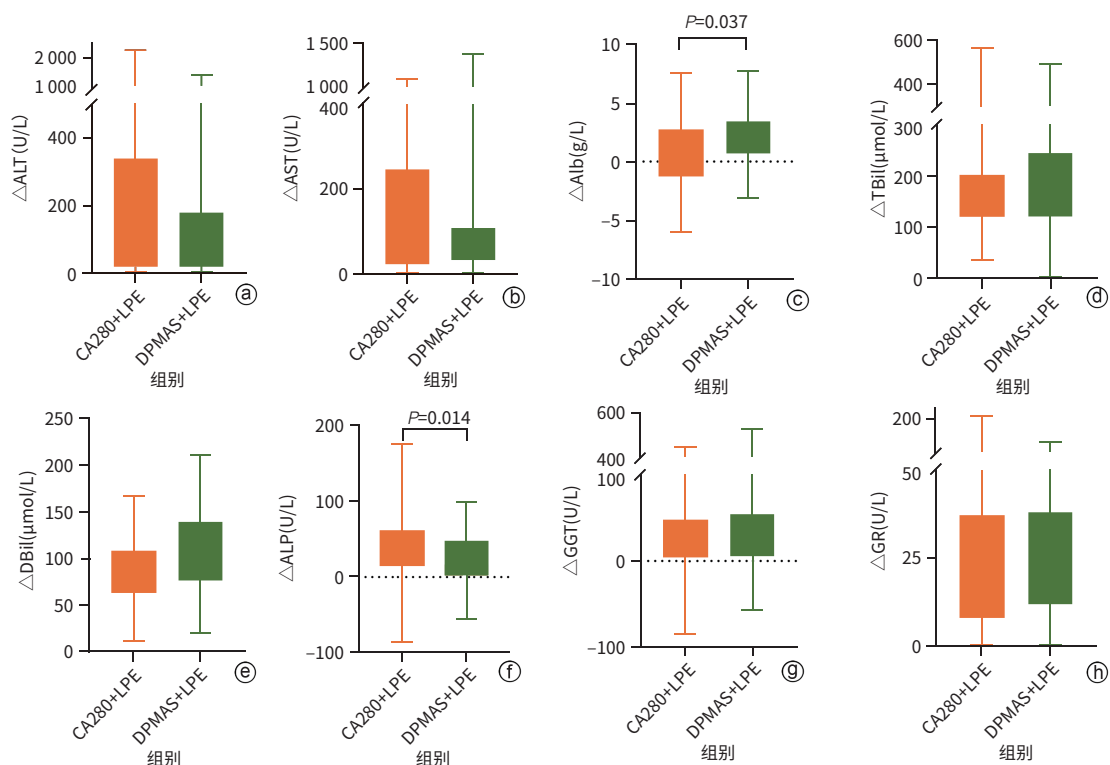 △ALT(U/L)
2 000
1 000
400
200
0
CA280+LPE
DPMAS+LPE
组别
ⓐ
△AST(U/L)
1 500
1 000
400
200
0
CA280+LPE
DPMAS+LPE
ⓑ
△Alb(g/L)
P=0.037
10
5
0
−5
−10
CA280+LPE
DPMAS+LPE
组别
ⓒ
△TBil(μmol/L)
600
400
300
200
100
0
CA280+LPE
DPMAS+LPE
组别
ⓓ
△DBil(μmol/L)
250
200
150
100
50
0
CA280+LPE
DPMAS+LPE
组别
ⓔ
△ALP(U/L)
P=0.014
200
100
0
−100
CA280+LPE
DPMAS+LPE
组别
ⓕ
△GGT(U/L)
600
400
100
0
−100
CA280+LPE
DPMAS+LPE
组别
ⓖ
△GR(U/L)
200
50
25
0
CA280+LPE
DPMAS+LPE
组别
ⓗ